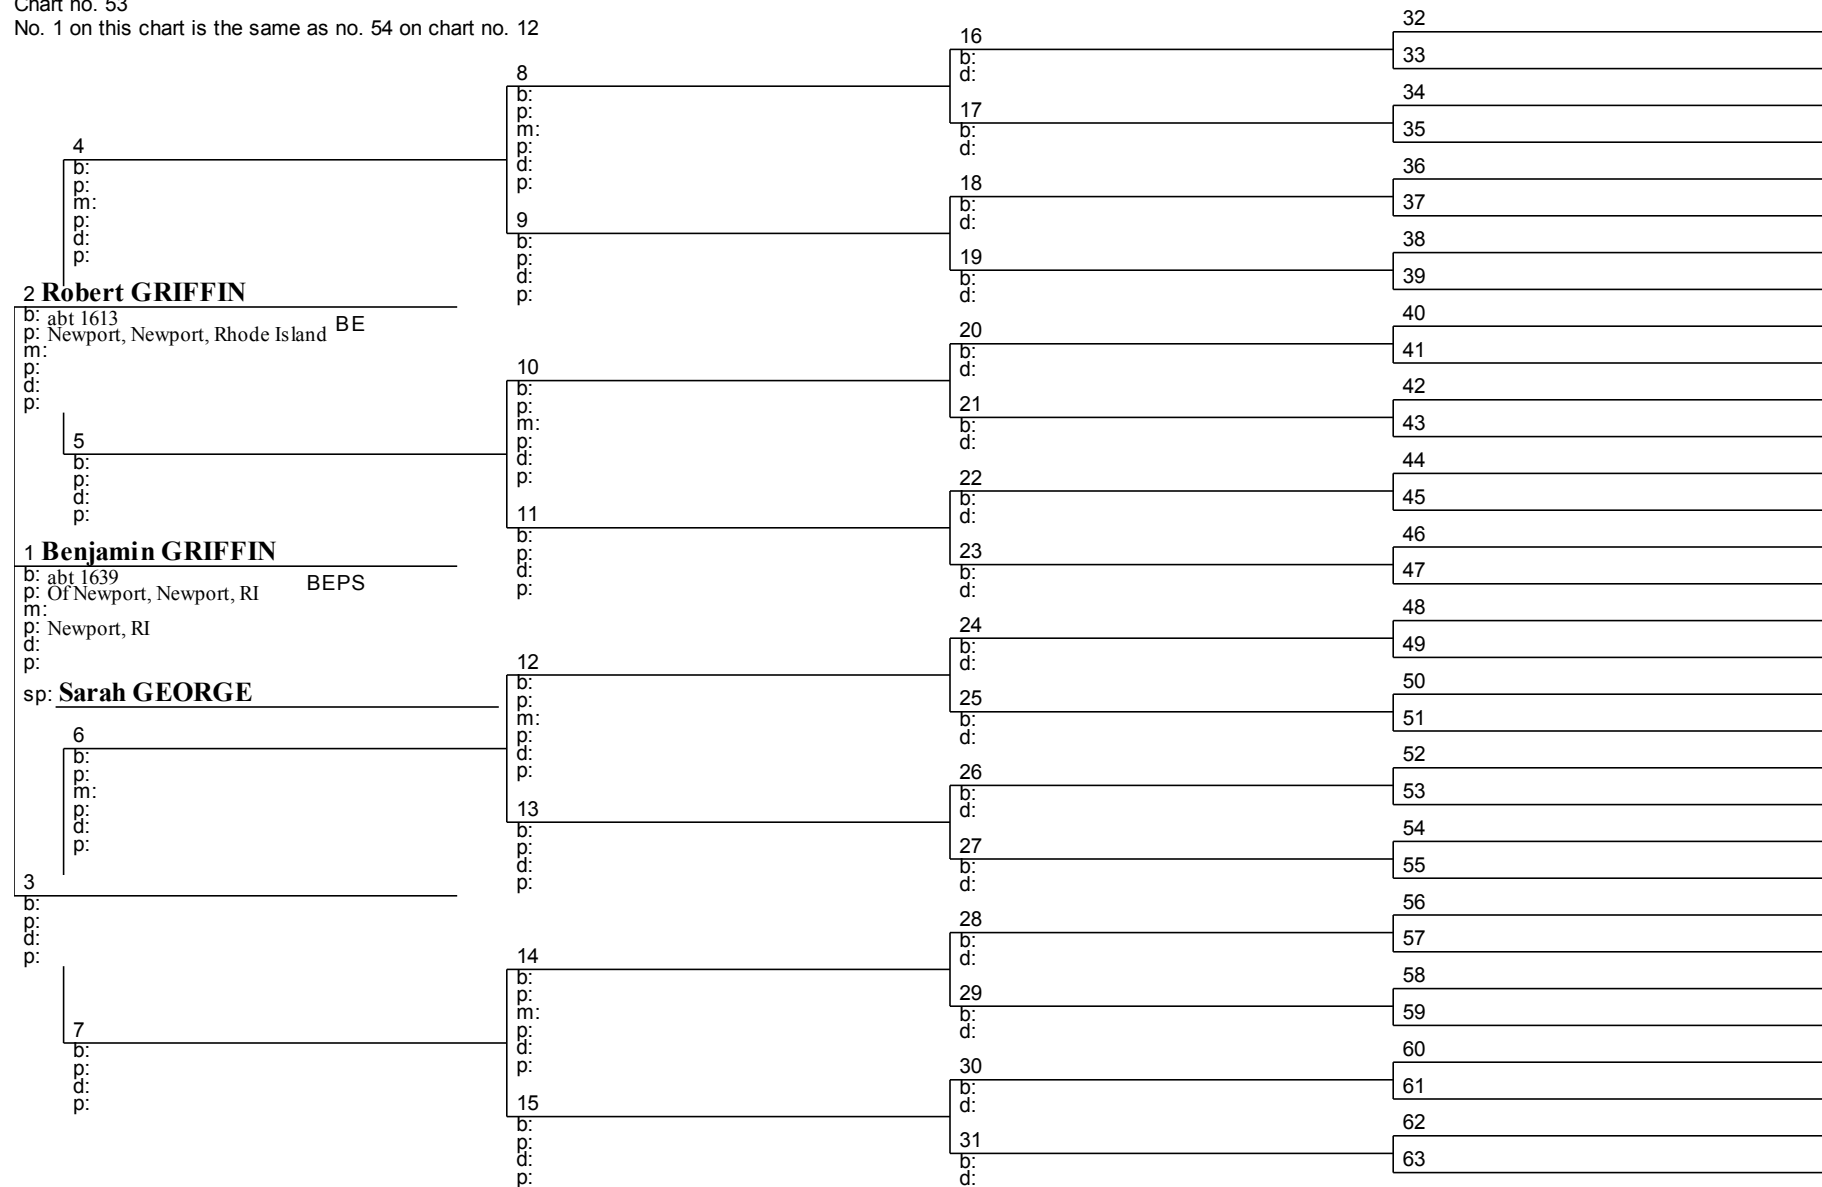 Chart no. 53
No. 1 on this chart is the same as no. 54 on chart no. 12
4
b:
p:
m:
p:
d:
p:
2 Robert GRIFFIN
b: abt 1613
p: Newport, Newport, Rhode Island BE
m:
p:
d:
p:
5
b:
p:
d:
p:
1 Benjamin GRIFFIN
b: abt 1639
p: Of Newport, Newport, RI BEPS
m:
p: Newport, RI
d:
p:
sp: Sarah GEORGE
6
b:
p:
m:
p:
d:
p:
3
b:
p:
d:
p:
7
b:
p:
d:
p:
8
b:
p:
m:
p:
d:
p:
9
b:
p:
d:
p:
10
b:
p:
m:
p:
d:
p:
11
b:
p:
d:
p:
12
b:
p:
m:
p:
d:
p:
13
b:
p:
d:
p:
14
b:
p:
m:
p:
d:
p:
15
b:
p:
d:
p:
16
b:
d:
17
b:
d:
18
b:
d:
19
b:
d:
20
b:
d:
21
b:
d:
22
b:
d:
23
b:
d:
24
b:
d:
25
b:
d:
26
b:
d:
27
b:
d:
28
b:
d:
29
b:
d:
30
b:
d:
31
b:
d:
32
33
34
35
36
37
38
39
40
41
42
43
44
45
46
47
48
49
50
51
52
53
54
55
56
57
58
59
60
61
62
63